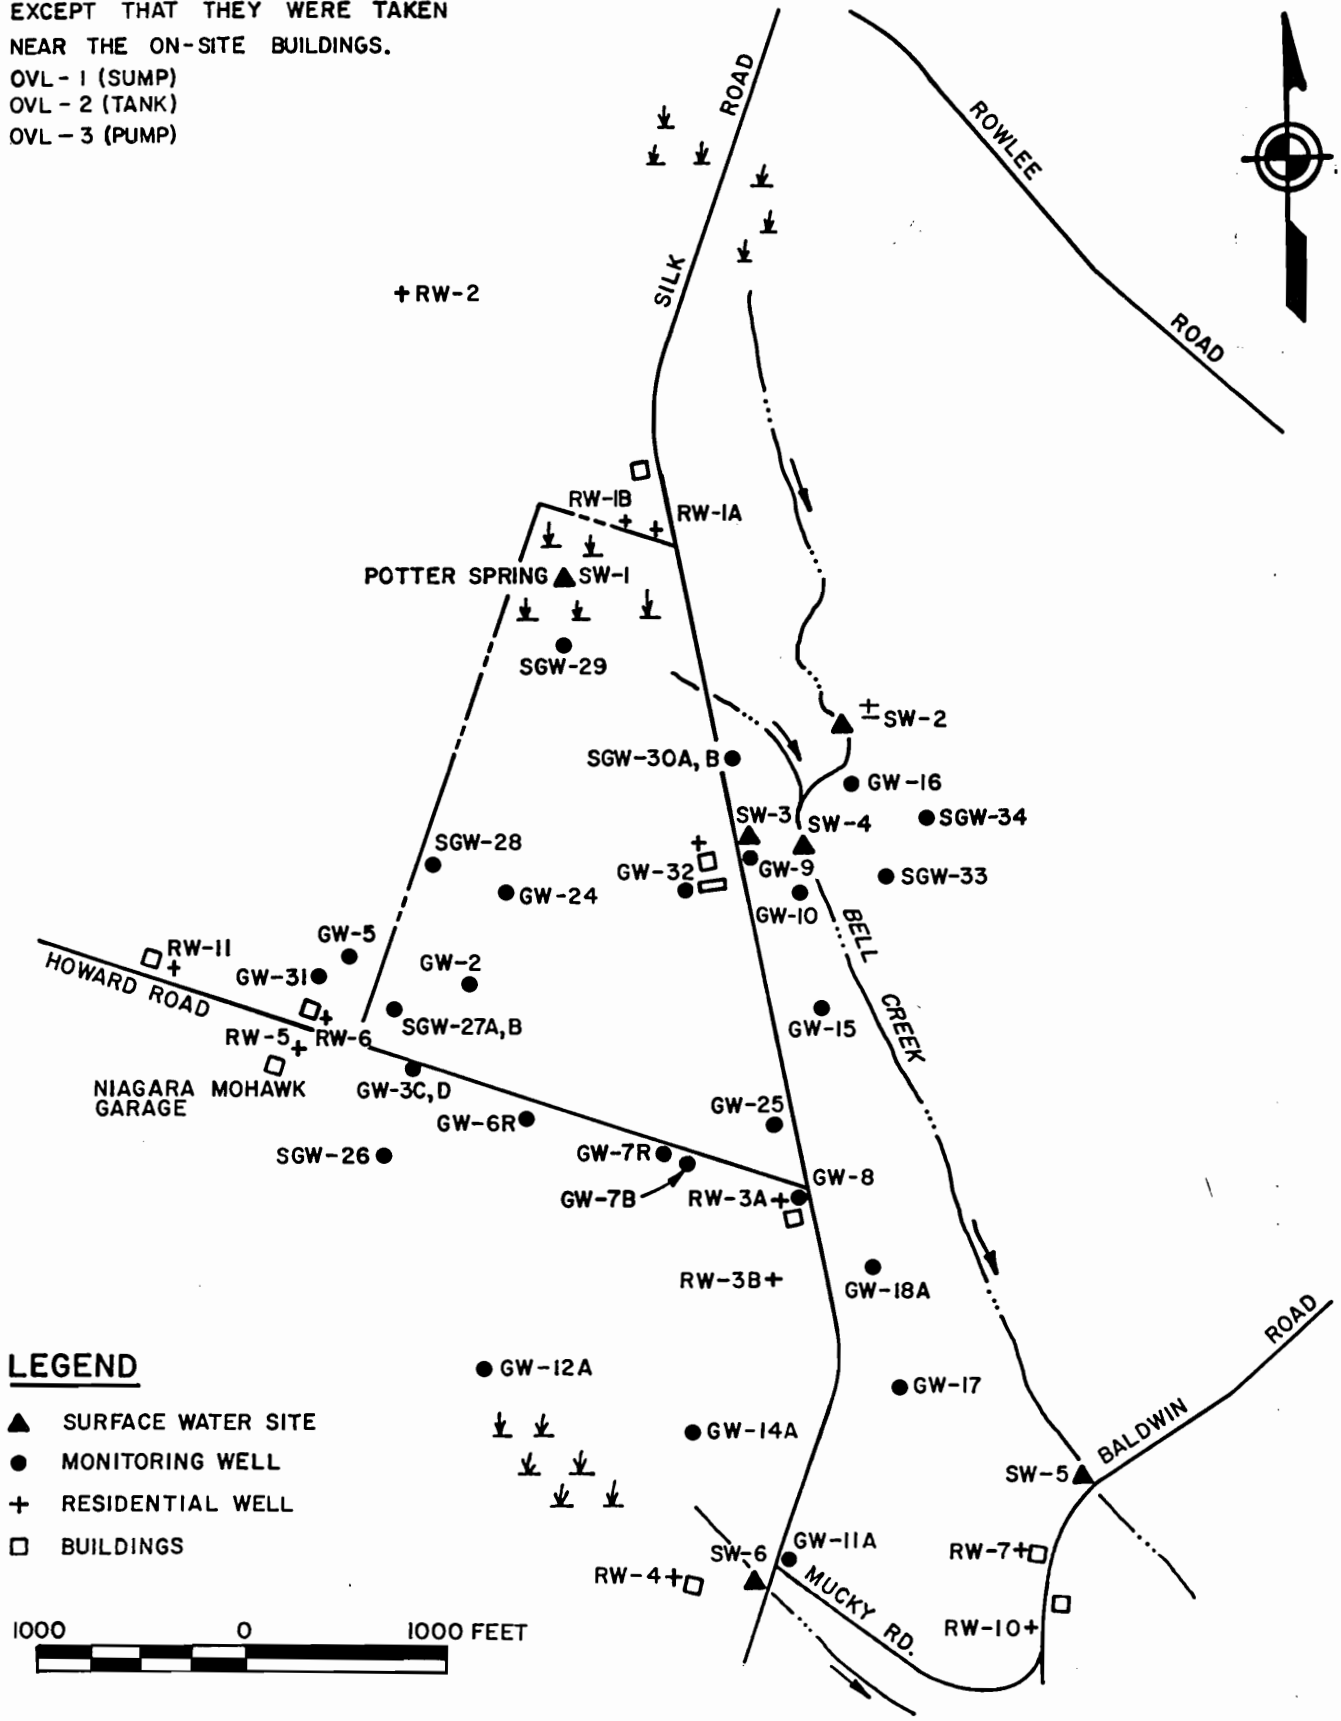 EXCEPT THAT THEY WERE TAKEN
NEAR THE ON-SITE BUILDINGS.
OVL-1 (SUMP)
OVL-2 (TANK)
OVL-3 (PUMP)
SILK ROAD
ROWLEE ROAD
RW-2
RW-1B
RW-1A
POTTER SPRING
SW-1
SGW-29
± SW-2
SGW-30A, B
GW-16
SW-3
SW-4
SGW-34
SGW-28
GW-32
GW-9
SGW-33
GW-24
GW-10
BELL CREEK
GW-5
RW-11
GW-31
GW-2
HOWARD ROAD
SGW-27A, B
GW-15
RW-5
RW-6
NIAGARA MOHAWK
GARAGE
GW-3C, D
GW-25
GW-6R
SGW-26
GW-7R
GW-8
GW-7B
RW-3A
RW-3B
GW-18A
BALDWIN ROAD
LEGEND
GW-12A
GW-17
SURFACE WATER SITE
GW-14A
MONITORING WELL
SW-5
RESIDENTIAL WELL
BUILDINGS
GW-11A
SW-6
RW-7
RW-4
MUCKY RD.
RW-10
1000 0 1000 FEET